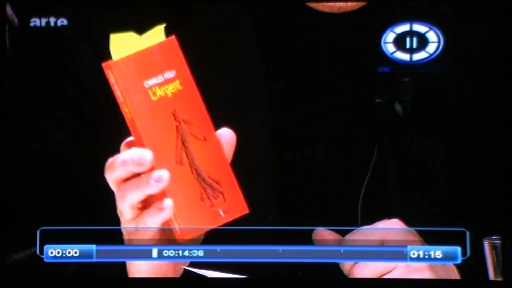 arte
CHARLES PÉGUY
L'Argent
00:00
00:14:36
01:15